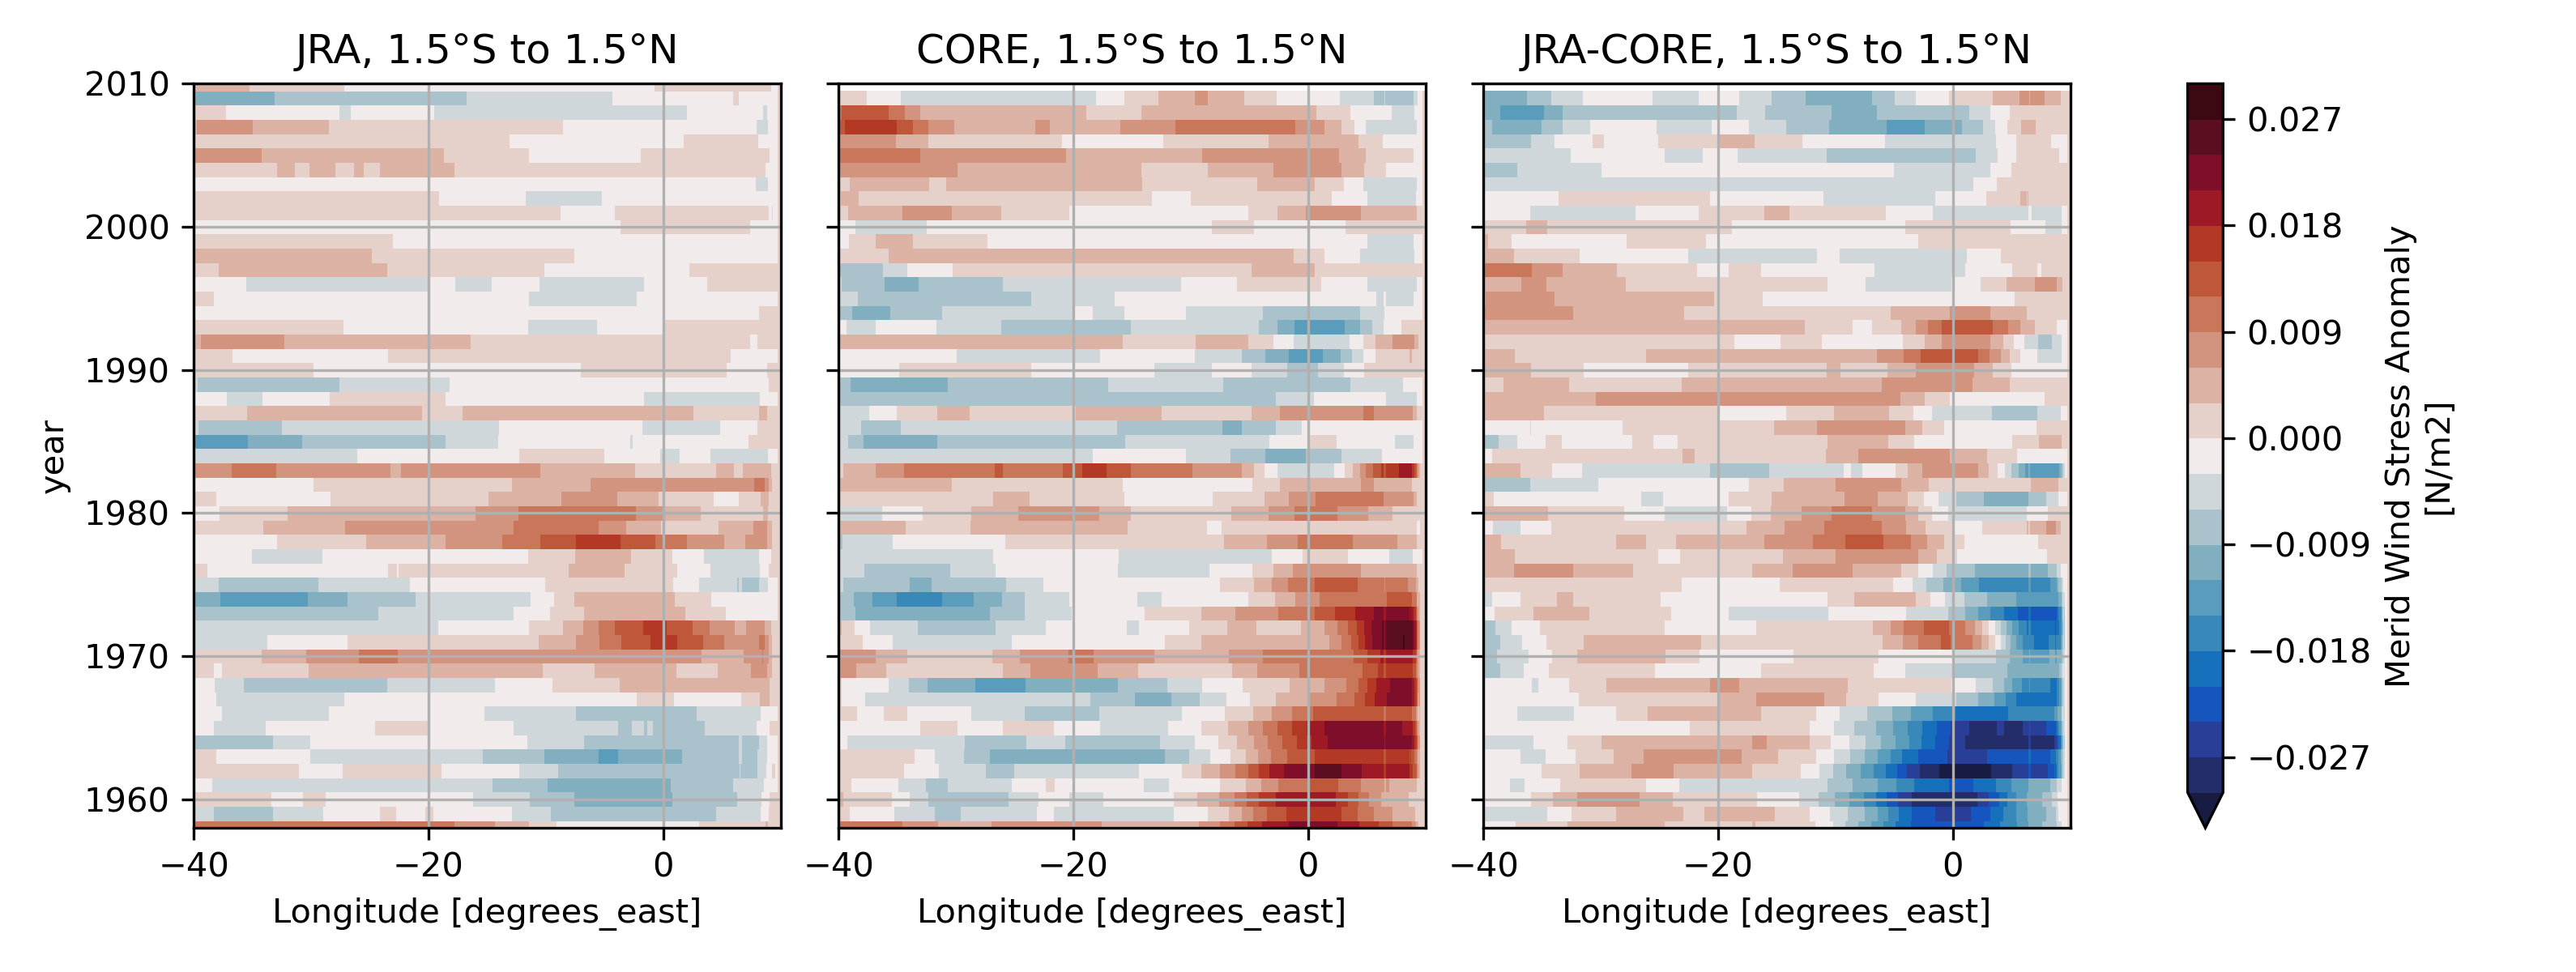 JRA, 1.5°S to 1.5°N
CORE, 1.5°S to 1.5°N
JRA-CORE, 1.5°S to 1.5°N
2010
2000
1990
1980
1970
1960
year
−40
−20
0
−40
−20
0
−40
−20
0
Longitude [degrees_east]
Longitude [degrees_east]
Longitude [degrees_east]
0.027
0.018
0.009
0.000
−0.009
−0.018
−0.027
Merid Wind Stress Anomaly
[N/m2]